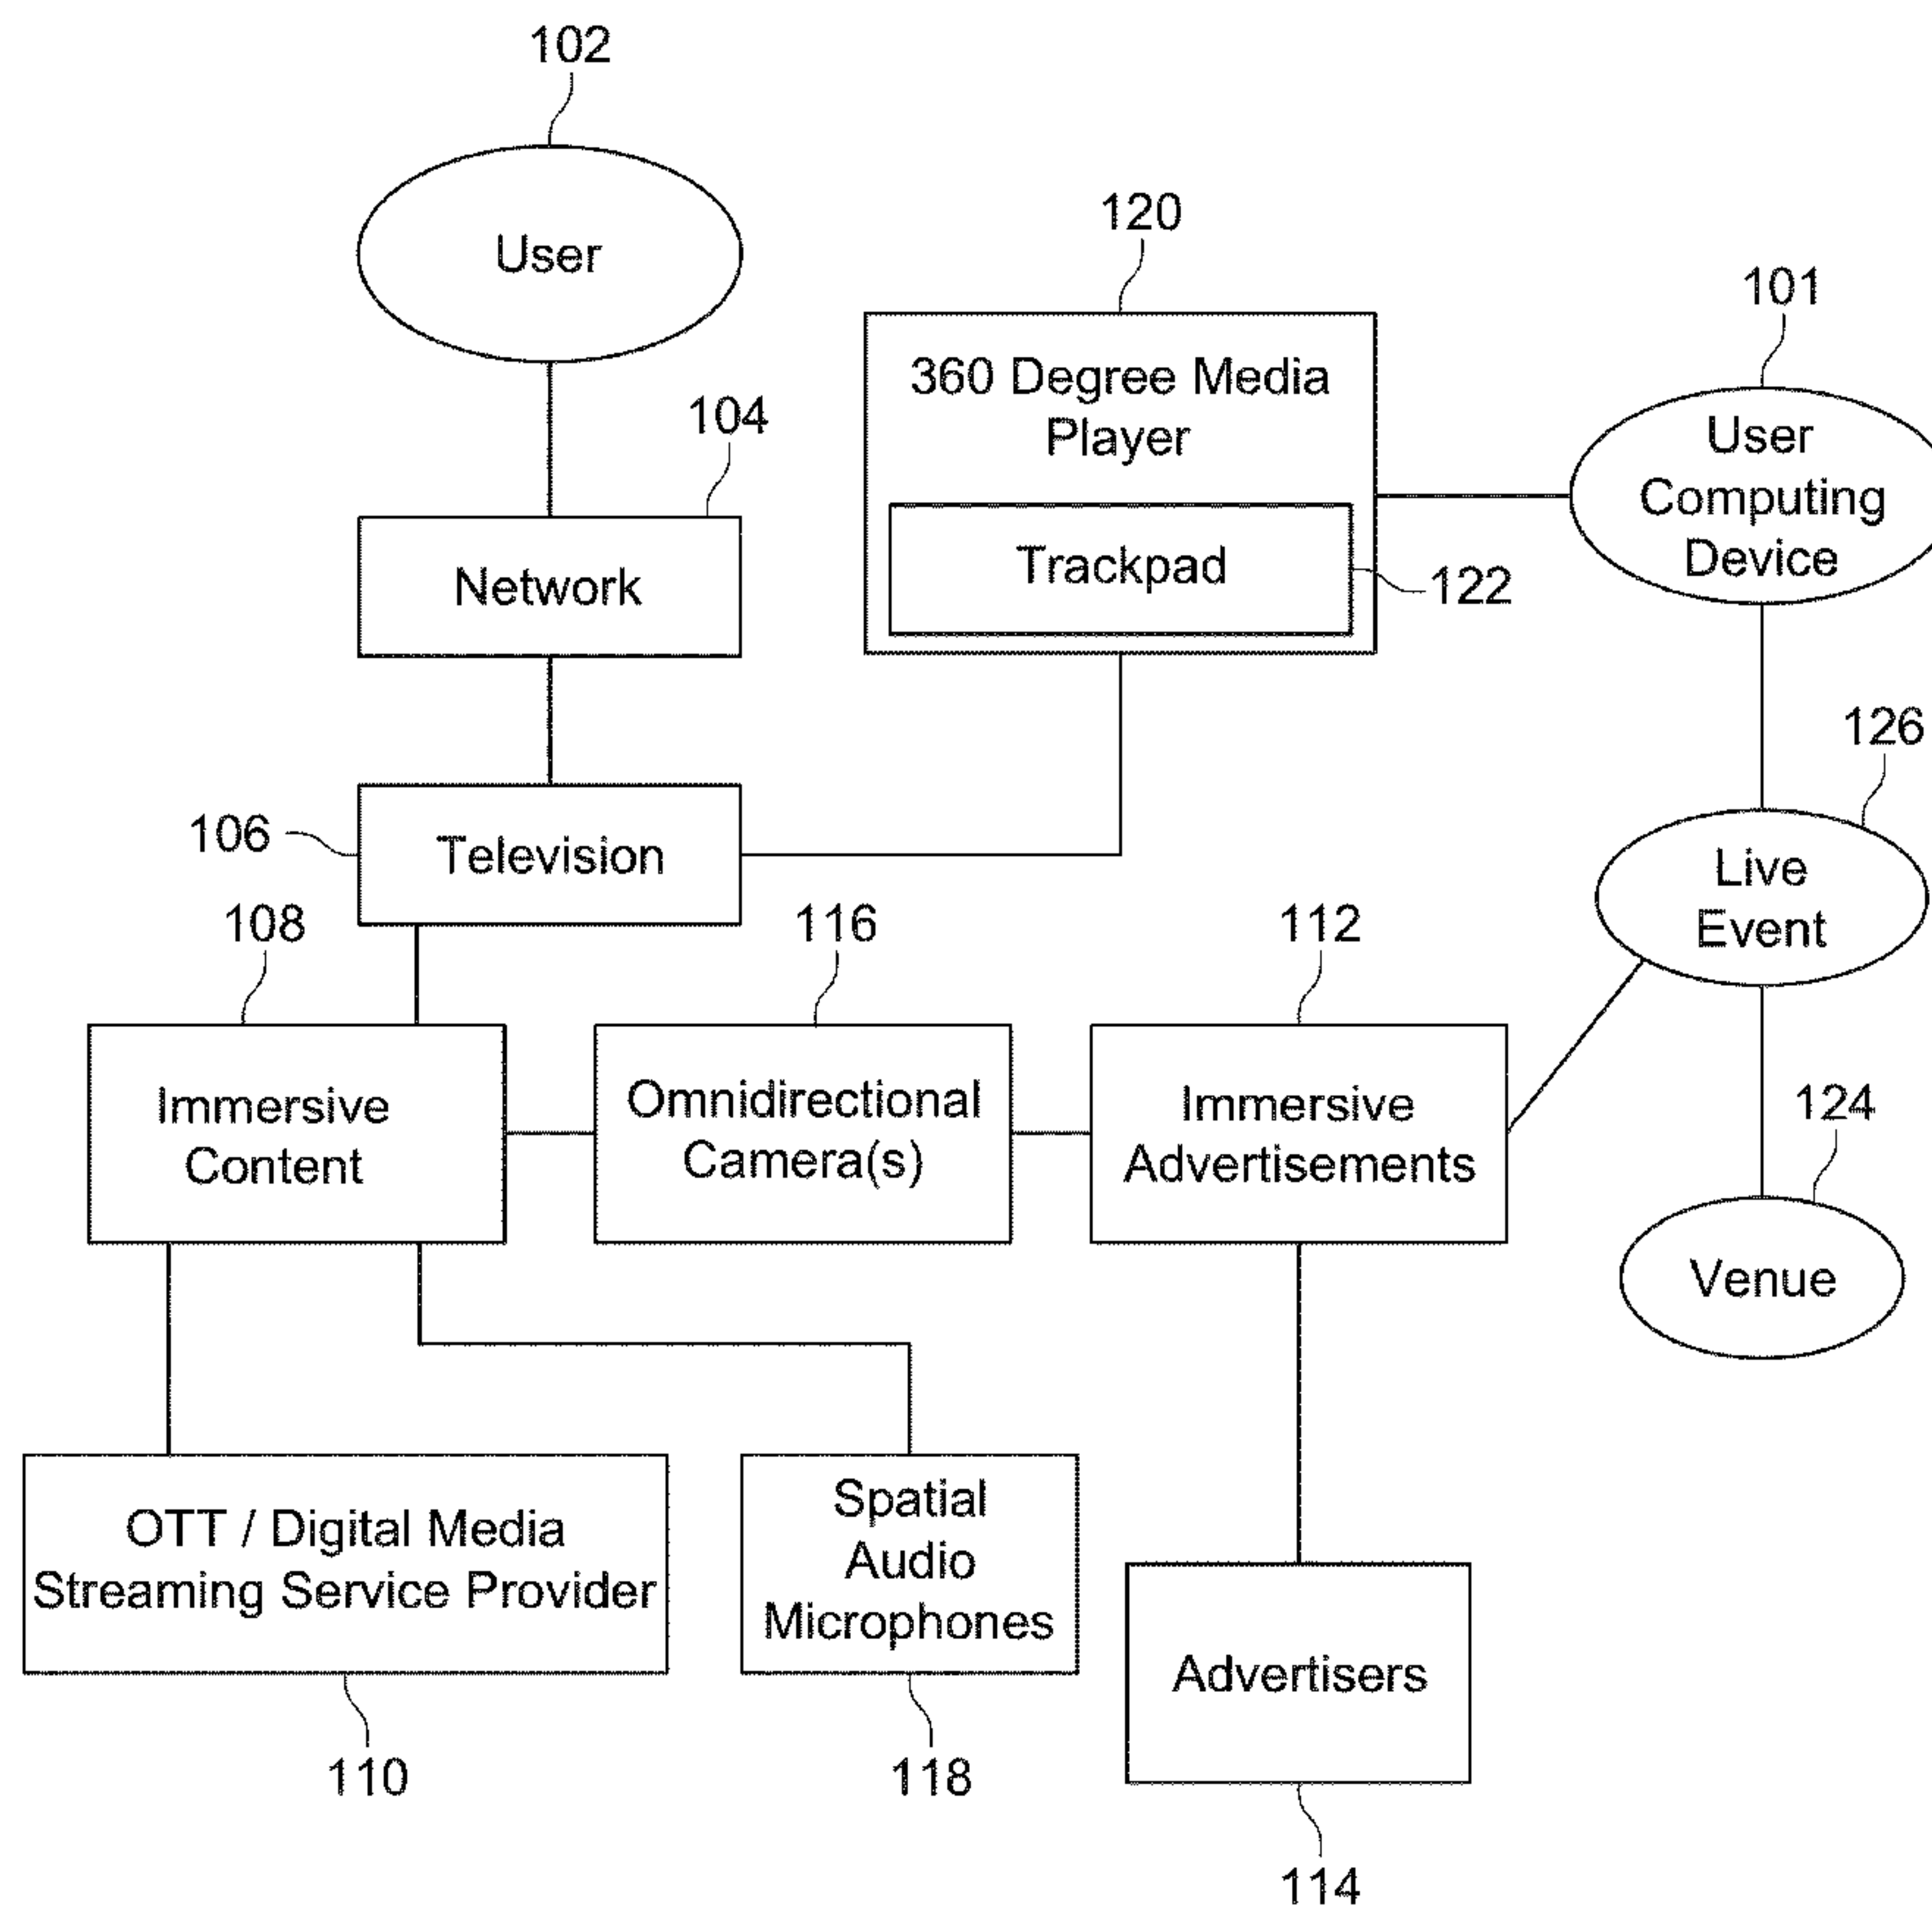 102
User
120
101
360 Degree Media
Player
User
Computing
Device
104
Trackpad
122
Network
126
106
Television
Live
Event
108
116
112
Immersive
Content
Omnidirectional
Camera(s)
Immersive
Advertisements
124
Venue
OTT / Digital Media
Streaming Service Provider
Spatial
Audio
Microphones
Advertisers
110
118
114